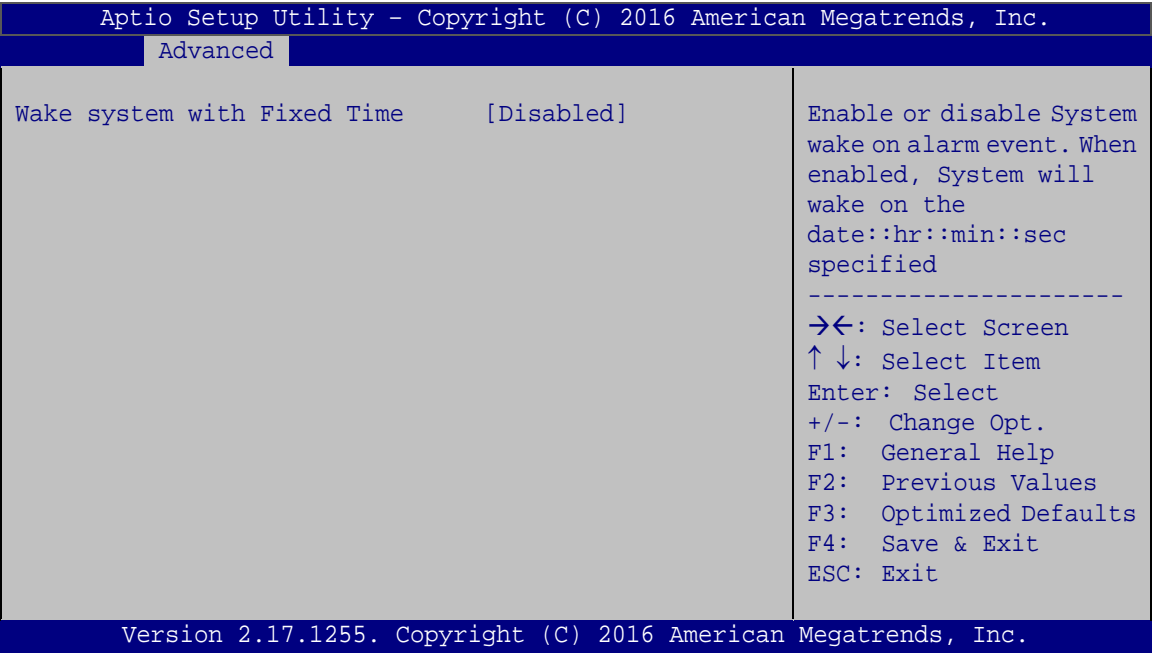 Aptio Setup Utility – Copyright (C) 2016 American Megatrends, Inc.
Advanced
Wake system with Fixed Time [Disabled]
Enable or disable System
wake on alarm event. When
enabled, System will
wake on the
date::hr::min::sec
specified
----------------------
→←: Select Screen
↑ ↓: Select Item
Enter: Select
+/-: Change Opt.
F1: General Help
F2: Previous Values
F3: Optimized Defaults
F4: Save & Exit
ESC: Exit
Version 2.17.1255. Copyright (C) 2016 American Megatrends, Inc.